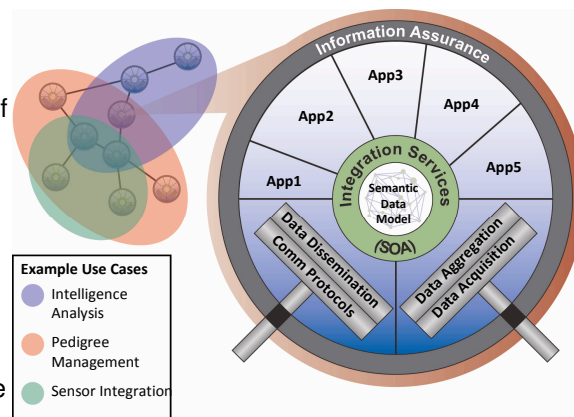 f
e
Information Assurance
App1
App2
App3
App4
App5
Integration Services
(SOA)
Semantic
Data
Model
Data Dissemination
Comm Protocols
Data Aggregation
Data Acquisition
Example Use Cases
Intelligence
Analysis
Pedigree
Management
Sensor Integration